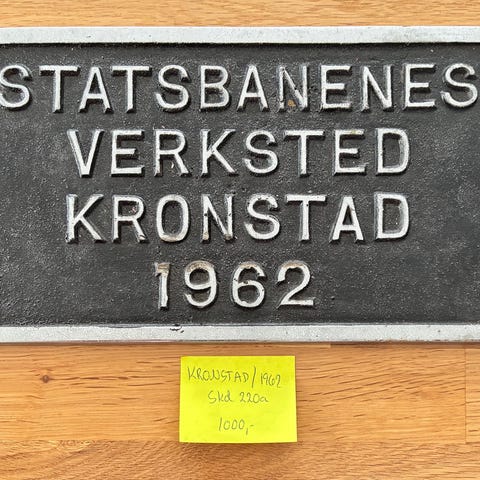 STATSBANENES
VERKSTED
KRONSTAD
1962
KRONSTAD/1962
Skd 220a
1000,-